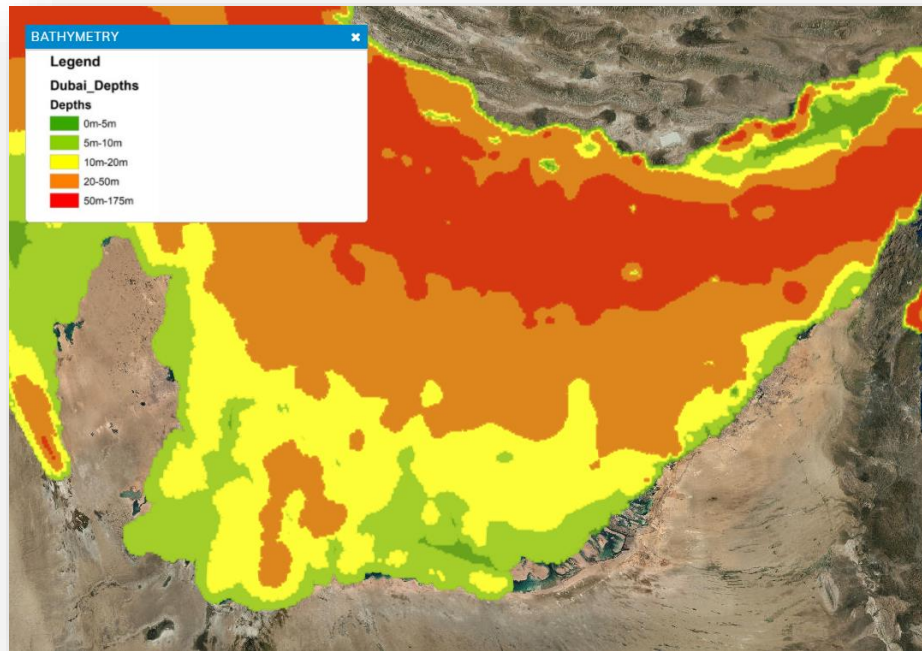 BATHYMETRY
Legend
Dubai_Depths
Depths
0m-5m
5m-10m
10m-20m
20-50m
50m-175m